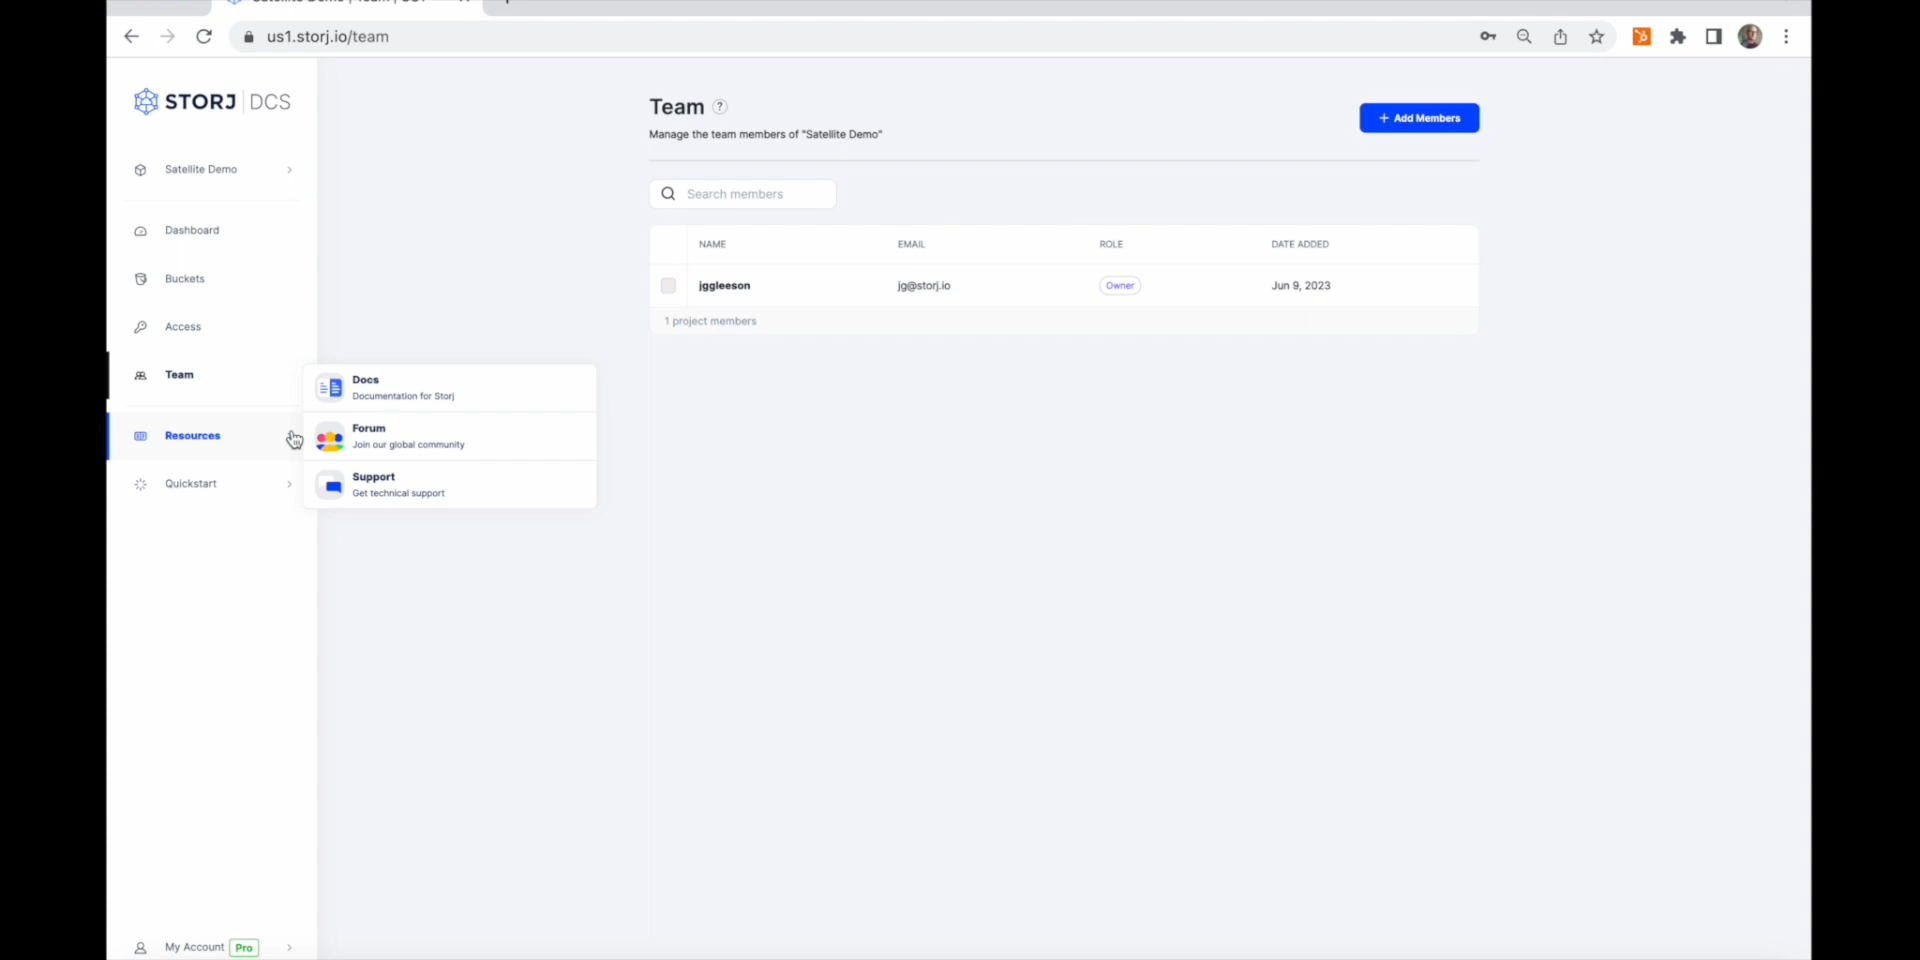 us1.storj.io/team
STORJ DCS
Satellite Demo
Dashboard
Buckets
Access
Team
Resources
Quickstart
My Account Pro
Docs
Documentation for Storj
Forum
Join our global community
Support
Get technical support
Team ?
Manage the team members of "Satellite Demo"
+ Add Members
Search members
NAME EMAIL ROLE DATE ADDED
jggleeson jg@storj.io Owner Jun 9, 2023
1 project members